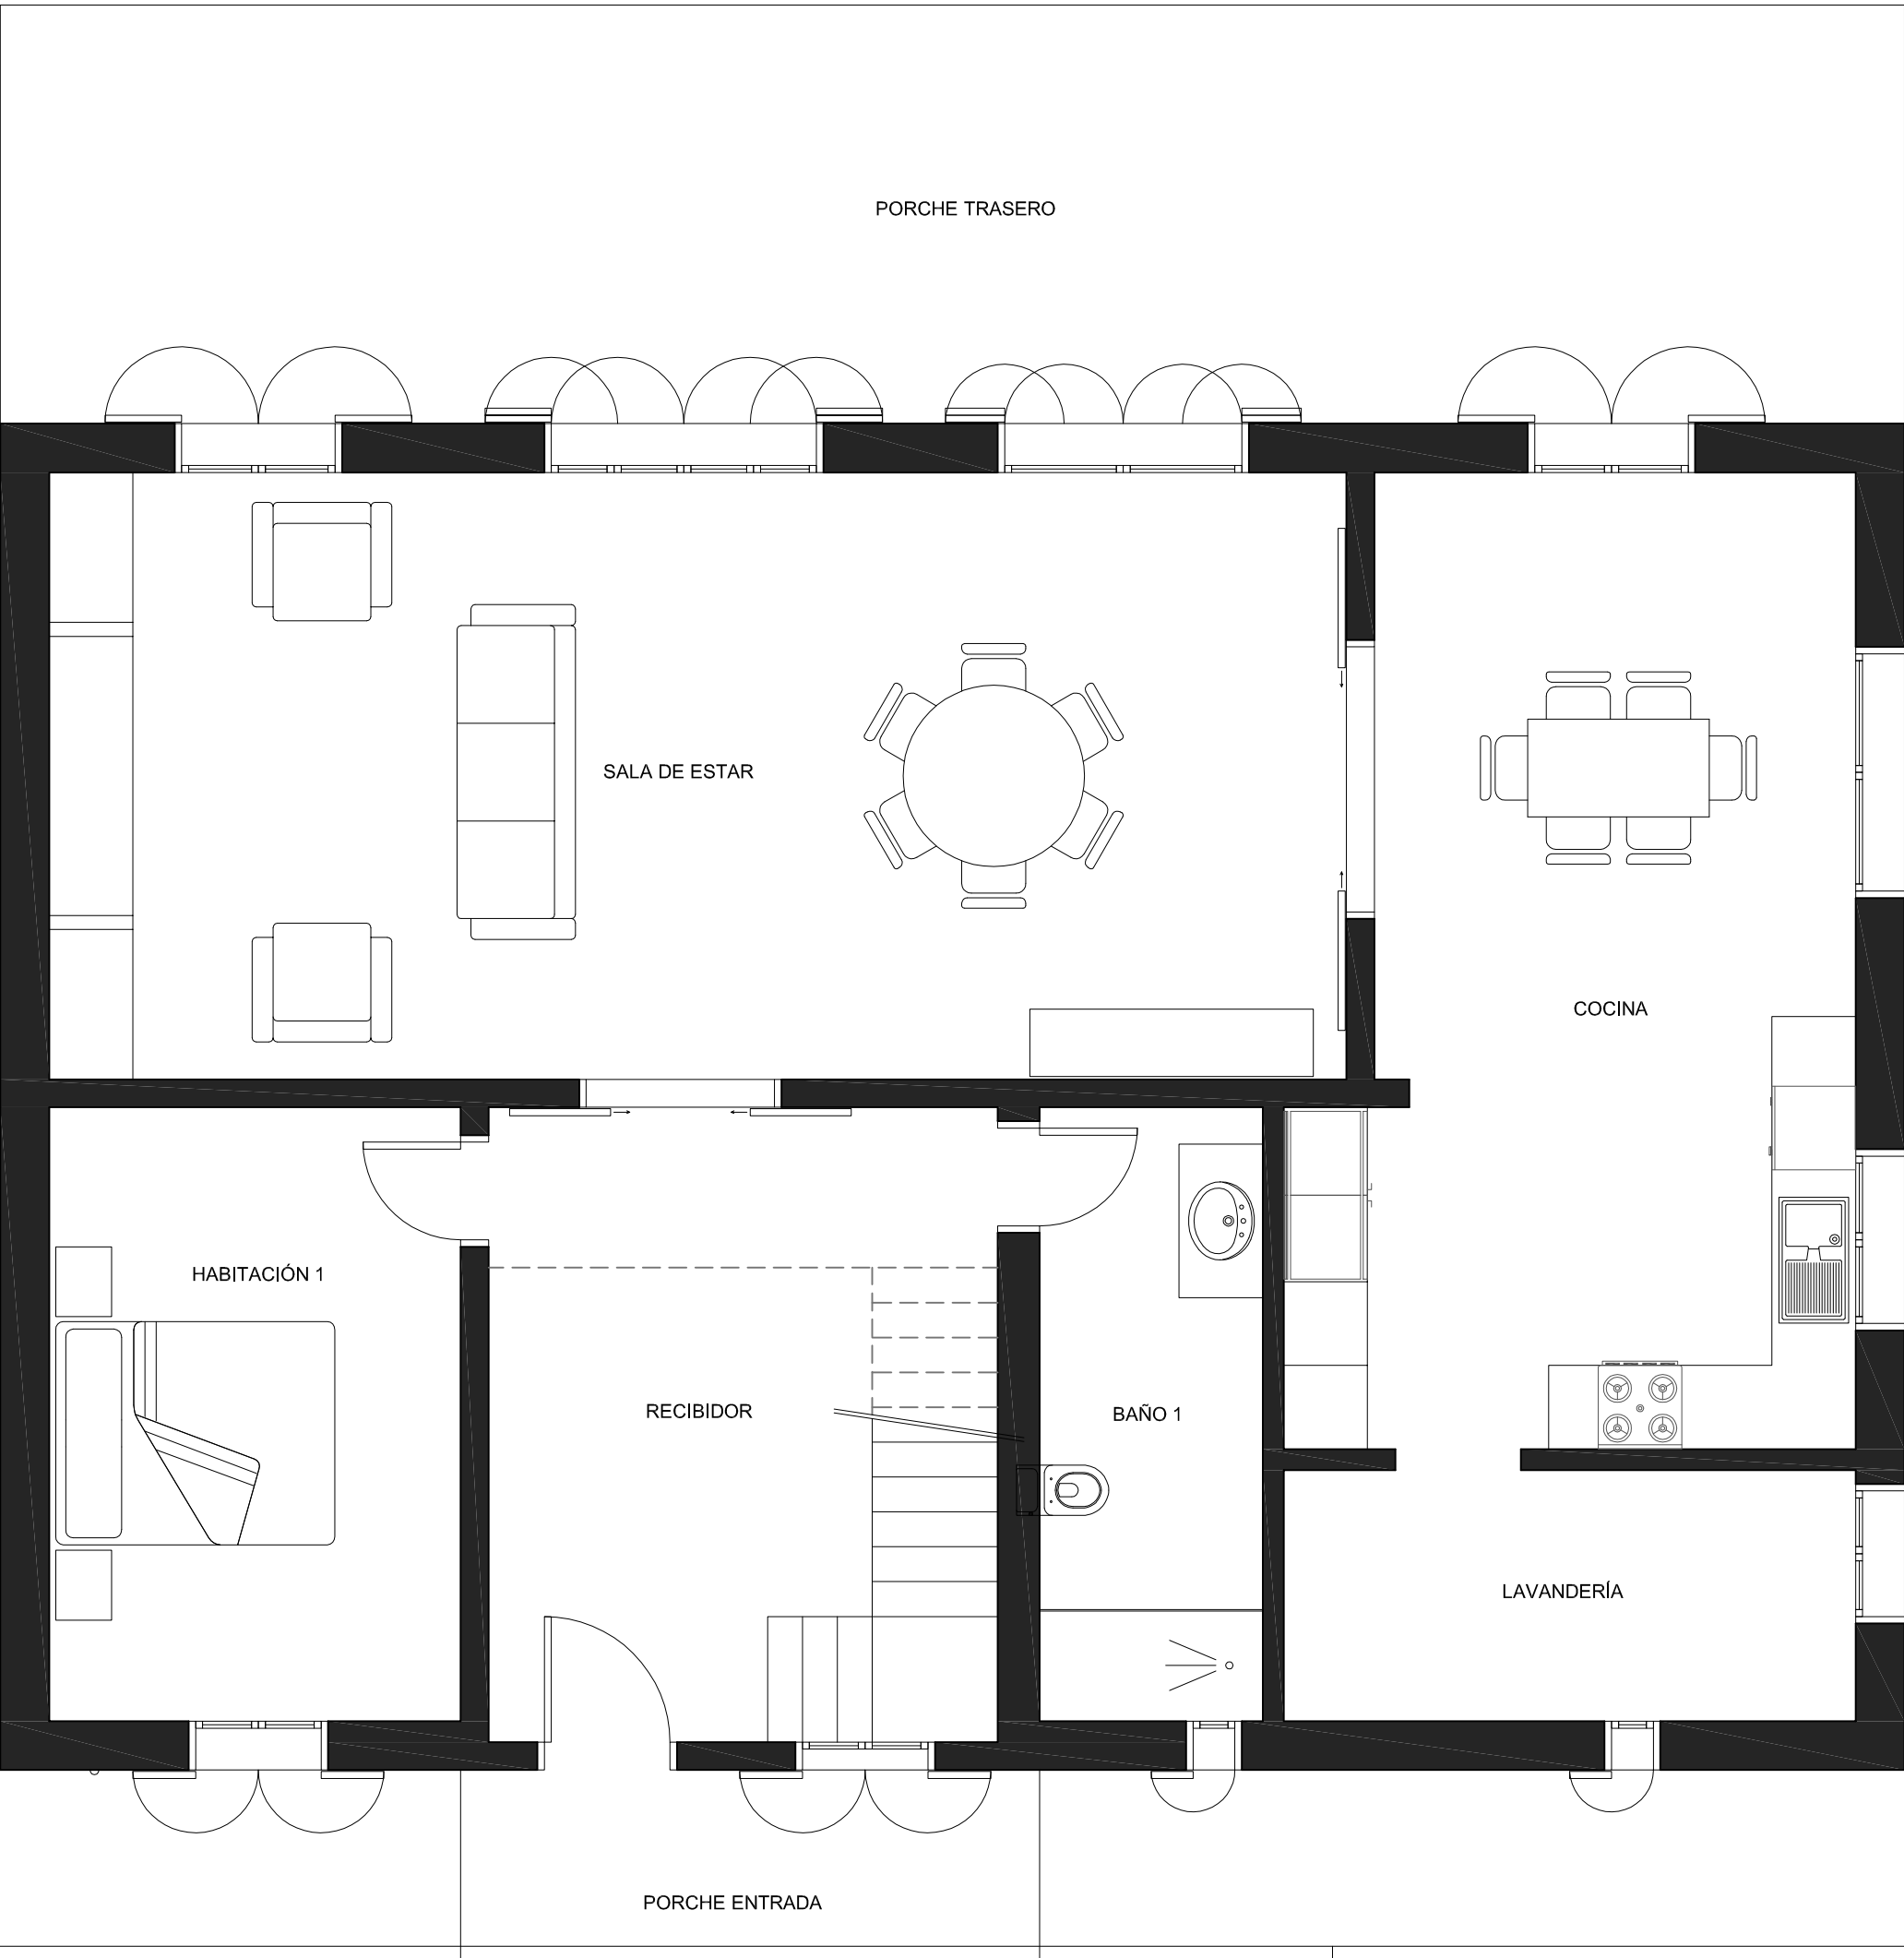 PORCHE TRASERO
SALA DE ESTAR
COCINA
HABITACIÓN 1
RECIBIDOR
BAÑO 1
LAVANDERÍA
PORCHE ENTRADA